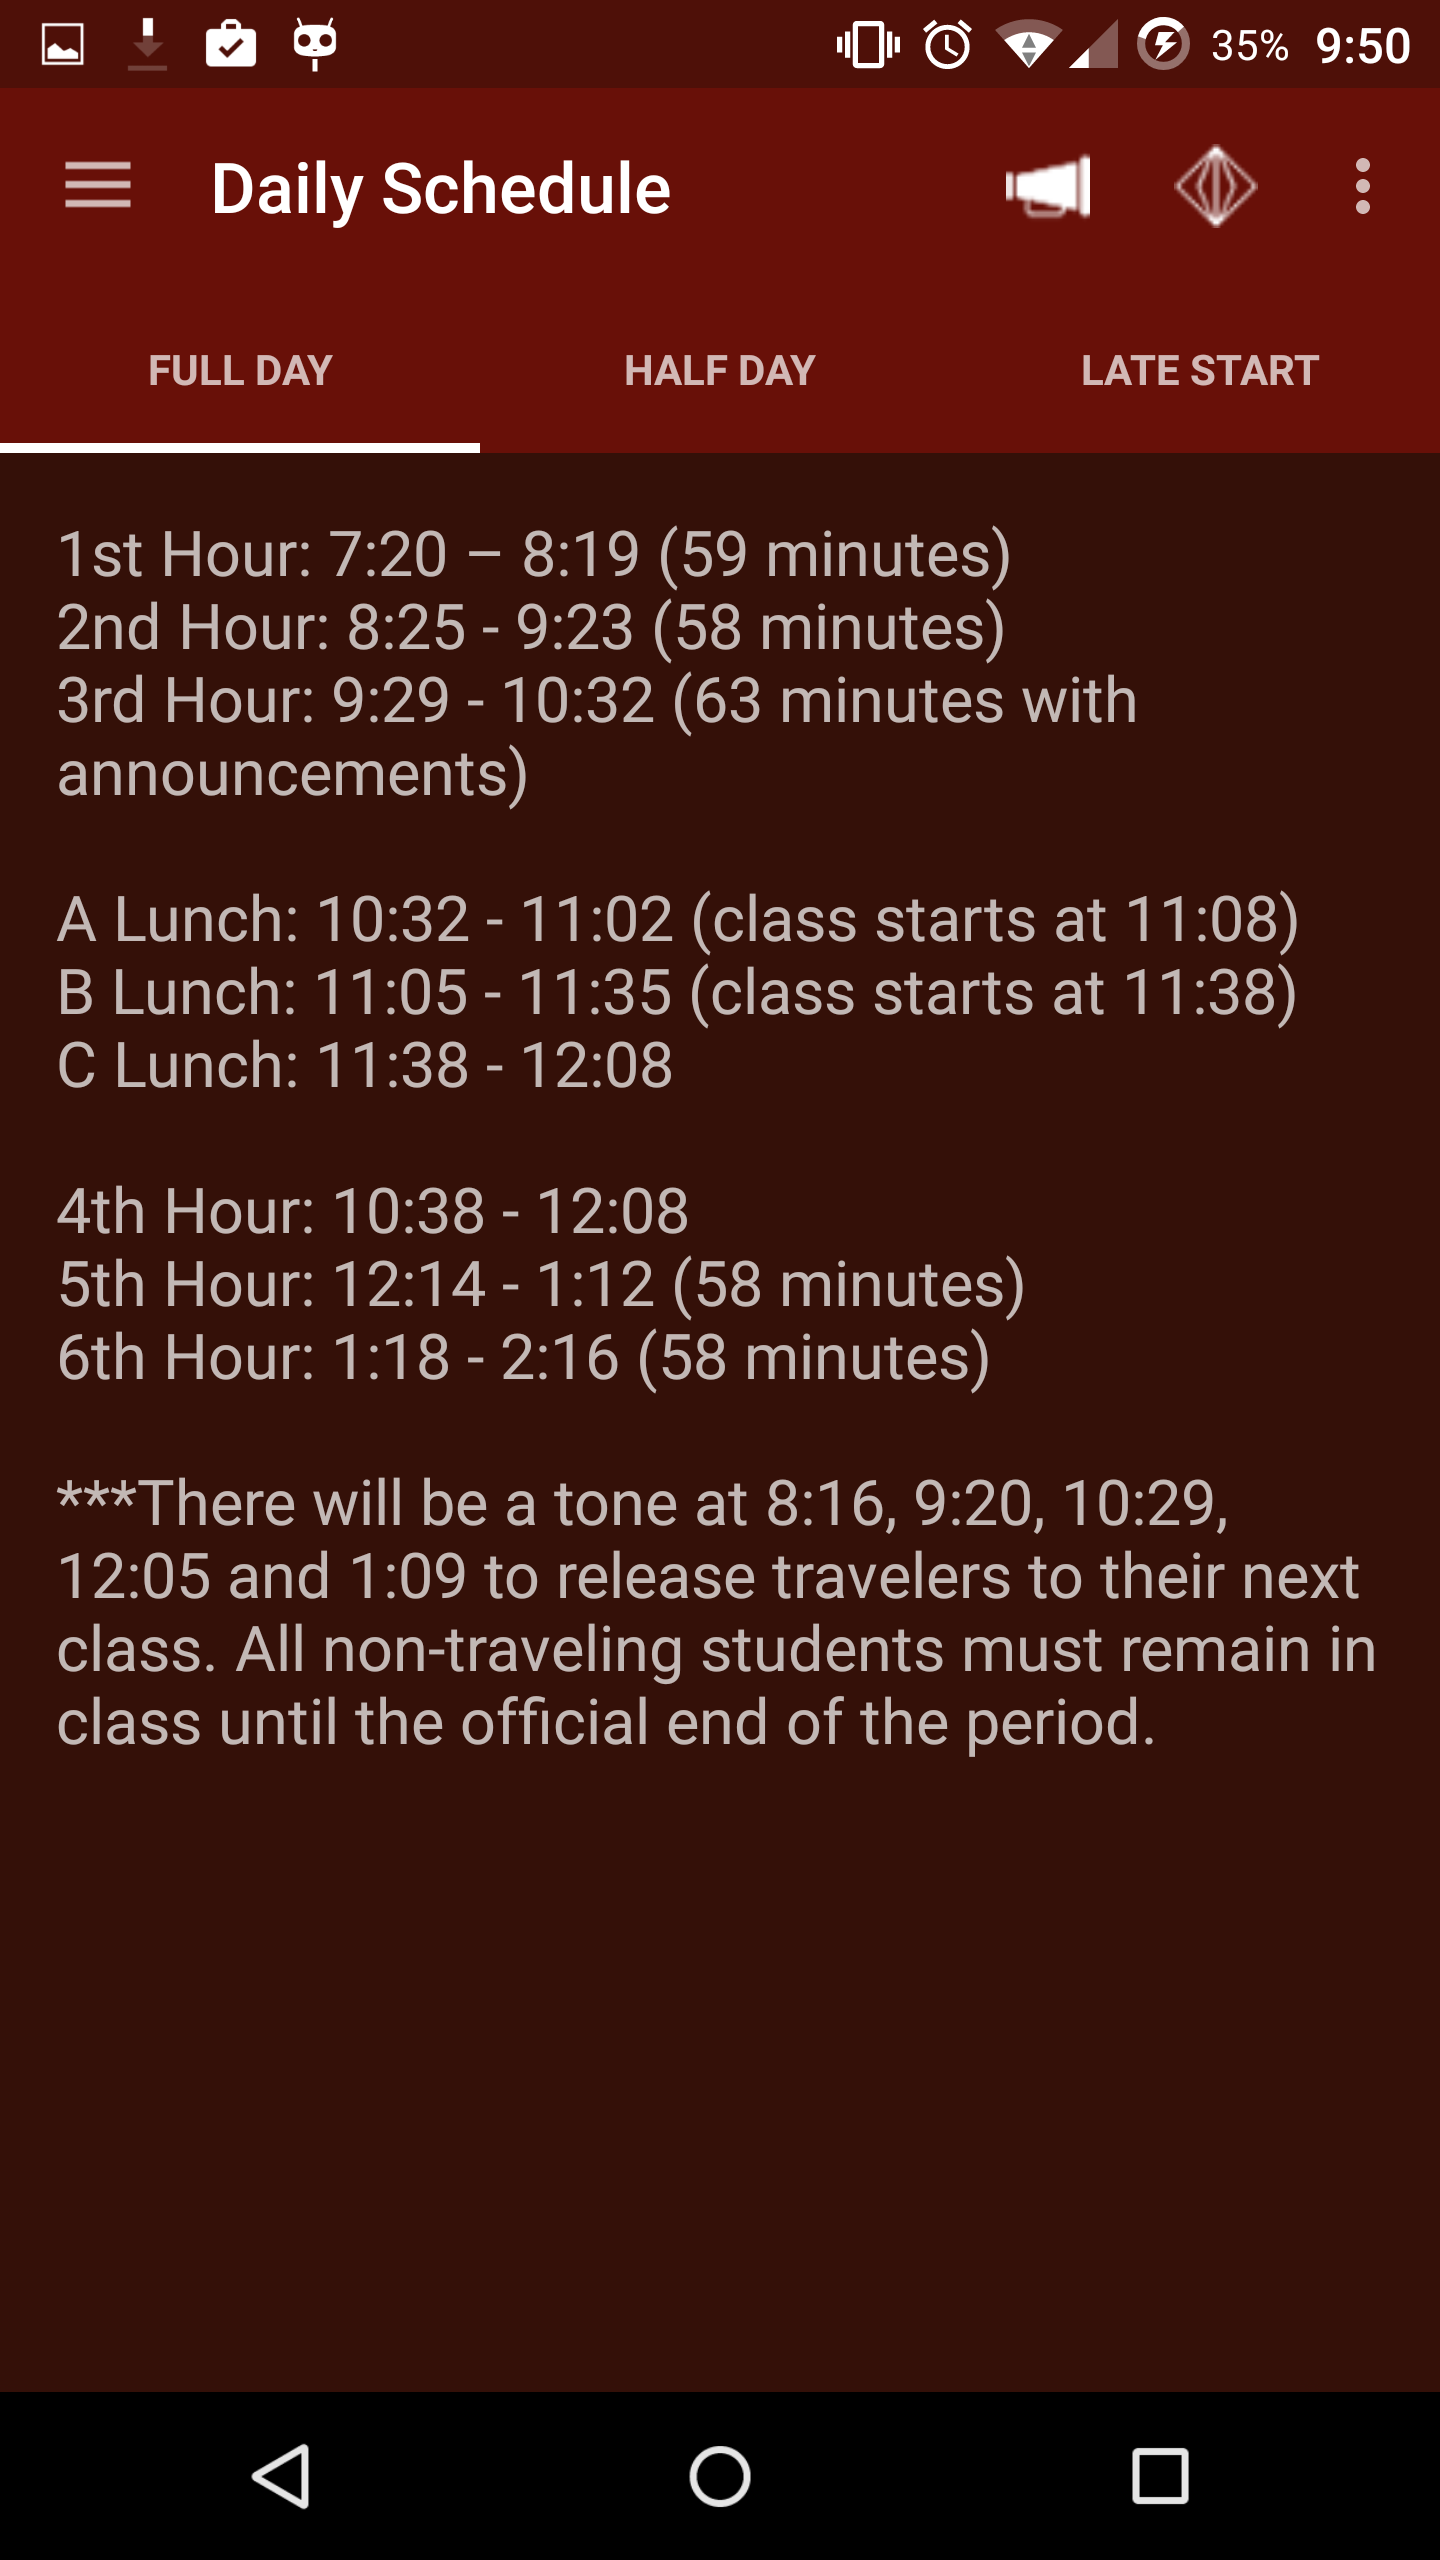 35% 9:50
Daily Schedule
FULL DAY HALF DAY LATE START
1st Hour: 7:20 – 8:19 (59 minutes)
2nd Hour: 8:25 - 9:23 (58 minutes)
3rd Hour: 9:29 - 10:32 (63 minutes with
announcements)
A Lunch: 10:32 - 11:02 (class starts at 11:08)
B Lunch: 11:05 - 11:35 (class starts at 11:38)
C Lunch: 11:38 - 12:08
4th Hour: 10:38 - 12:08
5th Hour: 12:14 - 1:12 (58 minutes)
6th Hour: 1:18 - 2:16 (58 minutes)
***There will be a tone at 8:16, 9:20, 10:29,
12:05 and 1:09 to release travelers to their next
class. All non-traveling students must remain in
class until the official end of the period.